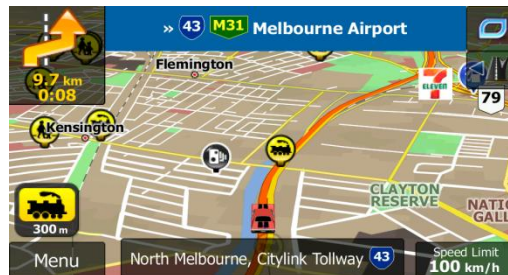 » 43 M31 Melbourne Airport
9.7 km
0:08
Flemington
ELEVEN
79
Kensington
CLAYTON
RESERVE
NATIO
GALL
300 m
Menu
North Melbourne, Citylink Tollway 43
Speed Limit
100 km/h